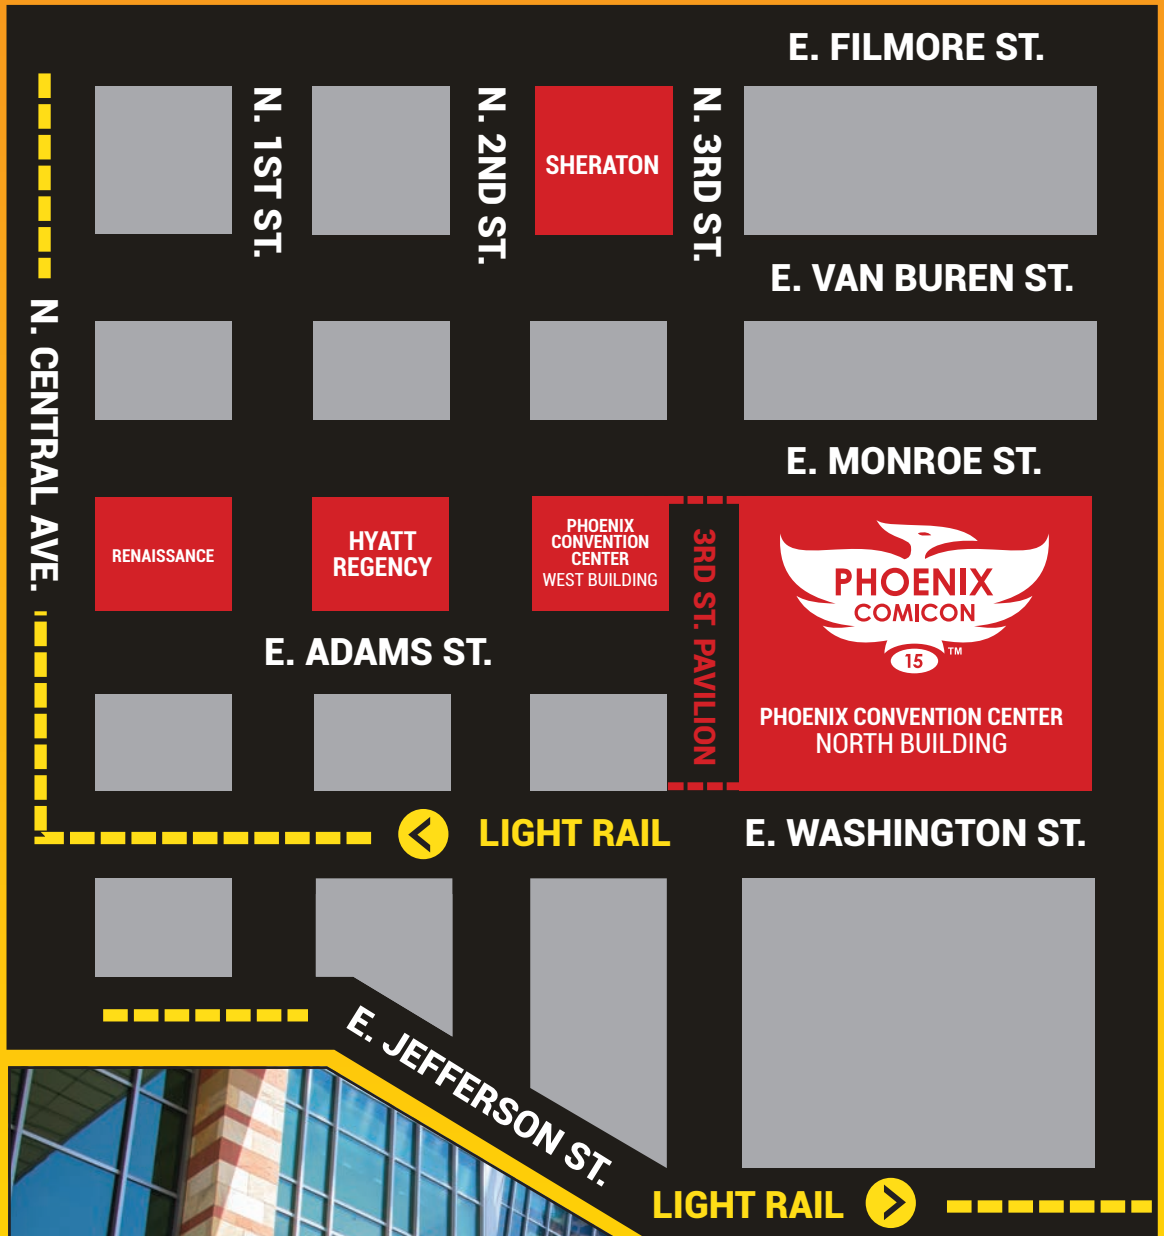 E. FILMORE ST.
N. 1ST ST.
N. 2ND ST.
SHERATON
N. 3RD ST.
E. VAN BUREN ST.
N. CENTRAL AVE.
E. MONROE ST.
RENAISSANCE
HYATT
REGENCY
PHOENIX
CONVENTION
CENTER
WEST BUILDING
3RD ST. PAVILION
PHOENIX
COMICON
15 ™
PHOENIX CONVENTION CENTER
NORTH BUILDING
E. ADAMS ST.
LIGHT RAIL
E. WASHINGTON ST.
E. JEFFERSON ST.
LIGHT RAIL